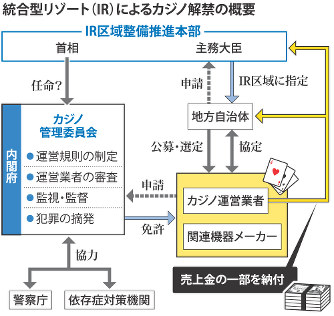 統合型リゾート(IR)によるカジノ解禁の概要
IR区域整備推進本部
首相
主務大臣
任命?
申請
IR区域に指定
地方自治体
内閣府
カジノ
管理委員会
●運営規則の制定
●運営業者の審査
●監視・監督
●犯罪の摘発
公募・選定
協定
申請
免許
カジノ運営業者
関連機器メーカー
協力
売上金の一部を納付
警察庁
依存症対策機関